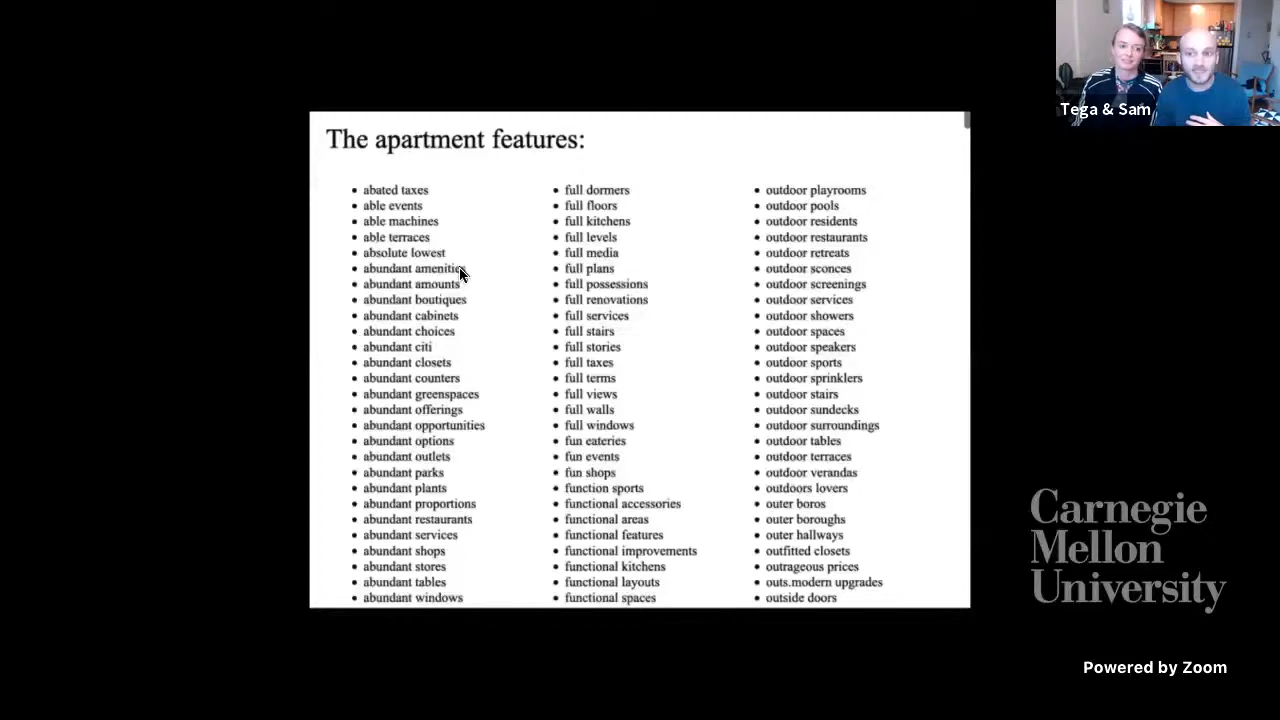 Tega & Sam
The apartment features:
abated taxes
able events
able machines
able terraces
absolute lowest
abundant amenities
abundant amounts
abundant boutiques
abundant cabinets
abundant choices
abundant citi
abundant closets
abundant counters
abundant greenspaces
abundant offerings
abundant opportunities
abundant options
abundant outlets
abundant parks
abundant plants
abundant proportions
abundant restaurants
abundant services
abundant shops
abundant stores
abundant tables
abundant windows
full dormers
full floors
full kitchens
full levels
full media
full plans
full possessions
full renovations
full services
full stairs
full stories
full taxes
full terms
full views
full walls
full windows
fun eateries
fun events
fun shops
function sports
functional accessories
functional areas
functional features
functional improvements
functional kitchens
functional layouts
functional spaces
outdoor playrooms
outdoor pools
outdoor residents
outdoor restaurants
outdoor retreats
outdoor sconces
outdoor screenings
outdoor services
outdoor showers
outdoor spaces
outdoor speakers
outdoor sports
outdoor sprinklers
outdoor stairs
outdoor sundecks
outdoor surroundings
outdoor tables
outdoor terraces
outdoor verandas
outdoors lovers
outer boros
outer boroughs
outer hallways
outfitted closets
outrageous prices
outs.modern upgrades
outside doors
Carnegie
Mellon
University
Powered by Zoom